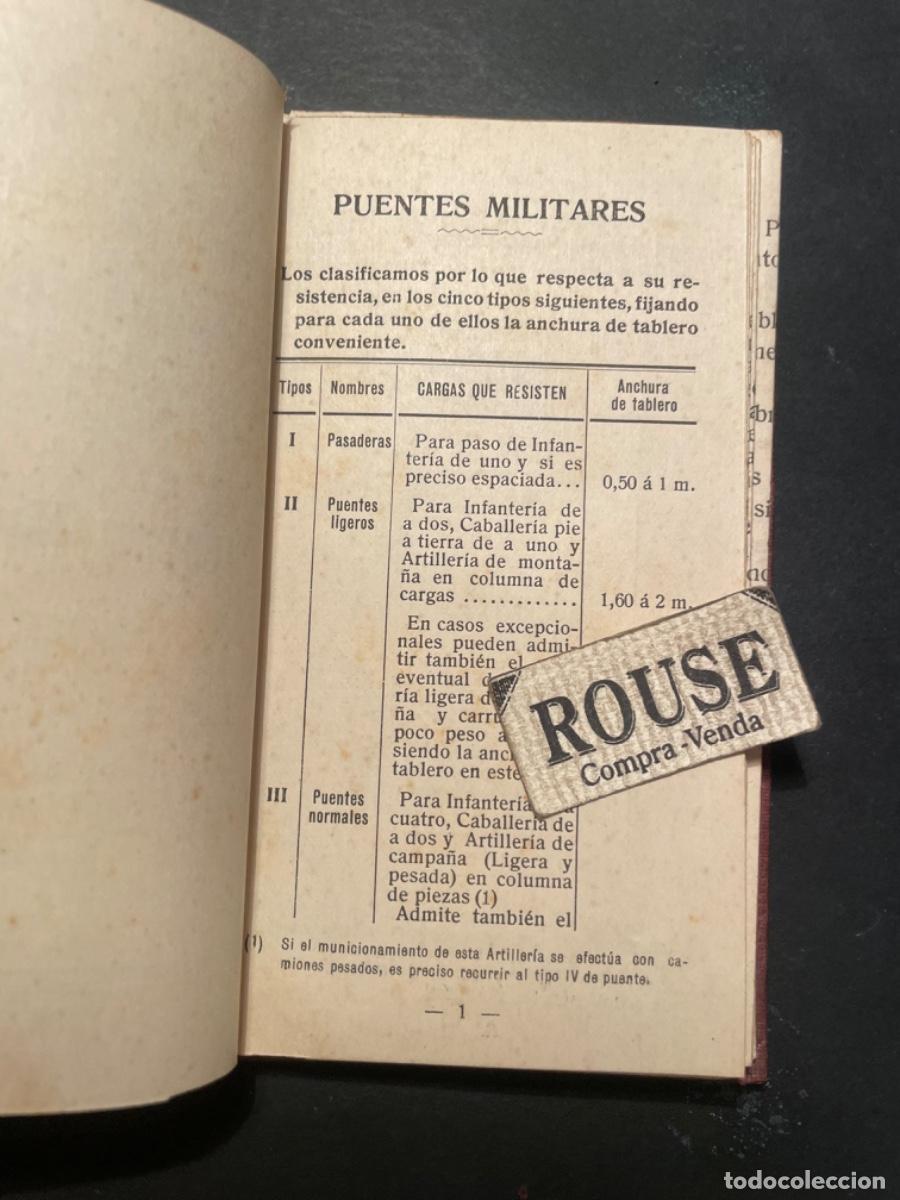 PUENTES MILITARES
Los clasificamos por lo que respecta a su re-
sistencia, en los cinco tipos siguientes, fijando
para cada uno de ellos la anchura de tablero
conveniente.
Tipos Nombres CARGAS QUE RESISTEN Anchura
de tablero
I Pasaderas Para paso de Infan-
tería de uno y si es
preciso espaciada... 0,50 á 1 m.
II Puentes Para Infantería de
ligeros a dos, Caballería pie
a tierra de a uno y
Artillería de monta-
ña en columna de
cargas ............. 1,60 á 2 m.
En casos excepcio-
nales pueden admi-
tir también el
eventual
ría ligera
ña y
poco peso
siendo la
tablero en
III Puentes Para Infantería
normales cuatro, Caballería de
a dos y Artillería de
campaña (Ligera y
pesada) en columna
de piezas (1)
Admite también el
(1) Si el municionamiento de esta Artillería se efectúa con ca-
miones pesados, es preciso recurrir al tipo IV de puente.
— 1 —
ROUSE
Compra-Venda
todocoleccion